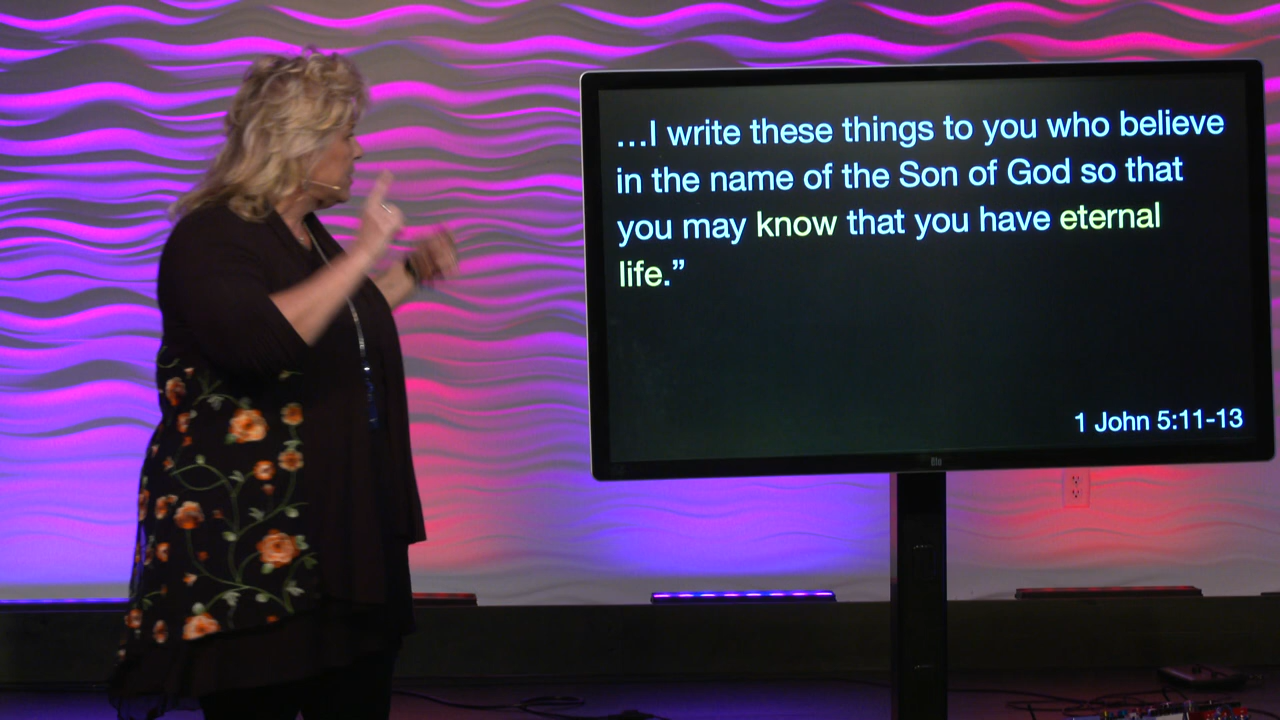 …I write these things to you who believe
in the name of the Son of God so that
you may know that you have eternal
life.”
1 John 5:11-13
Elo